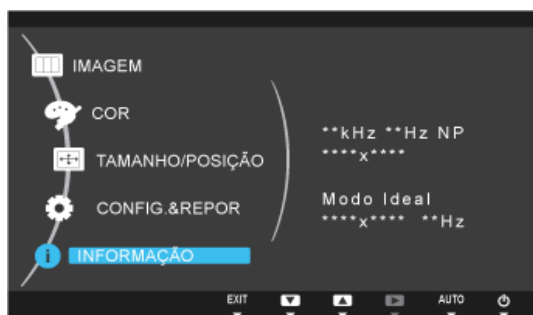 IMAGEM
COR
TAMANHO/POSIÇÃO
CONFIG.&REPOR
INFORMAÇÃO
**kHz **Hz NP
****x****
Modo Ideal
****x**** **Hz
EXIT
AUTO